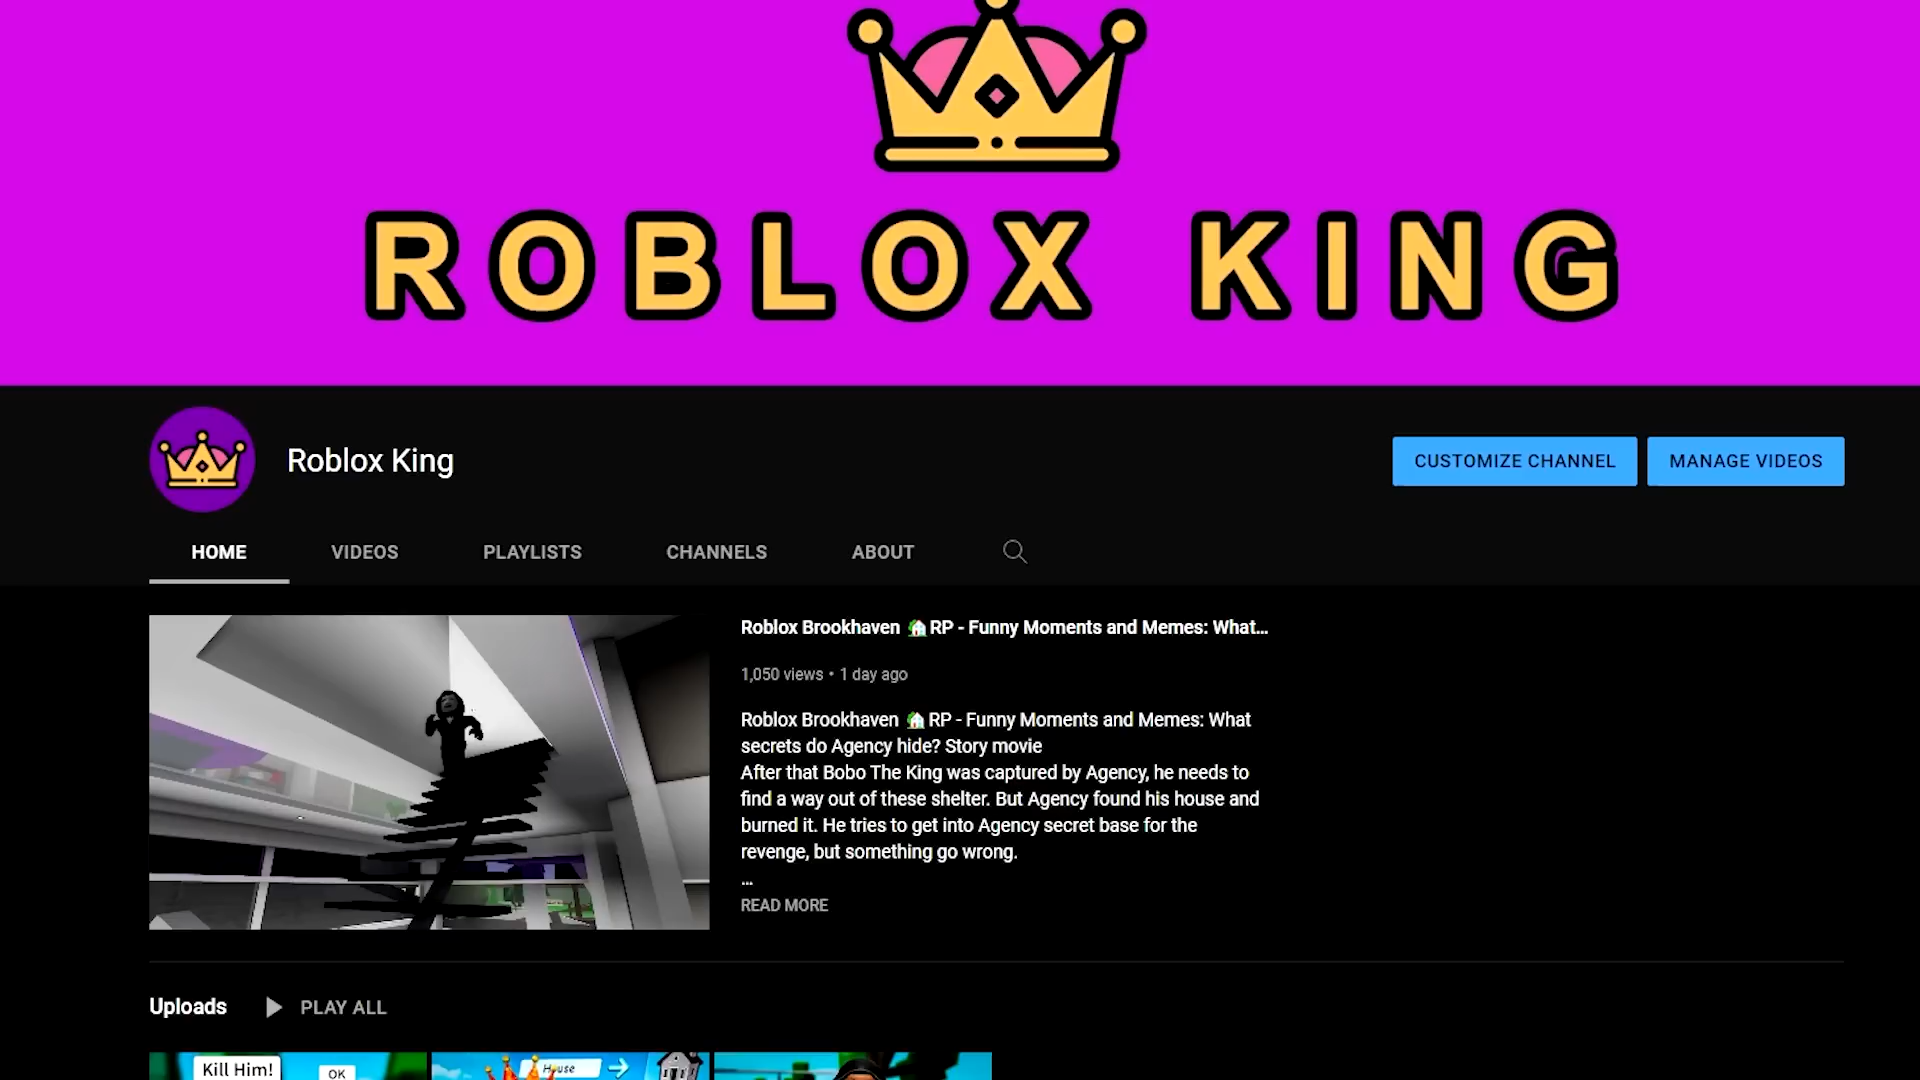 ROBLOX KING
Roblox King
CUSTOMIZE CHANNEL
MANAGE VIDEOS
HOME
VIDEOS
PLAYLISTS
CHANNELS
ABOUT
Roblox Brookhaven 🏡RP - Funny Moments and Memes: What...
1,050 views • 1 day ago
Roblox Brookhaven 🏡RP - Funny Moments and Memes: What
secrets do Agency hide? Story movie
After that Bobo The King was captured by Agency, he needs to
find a way out of these shelter. But Agency found his house and
burned it. He tries to get into Agency secret base for the
revenge, but something go wrong.
...
READ MORE
Uploads
PLAY ALL
Kill Him!
OK
House